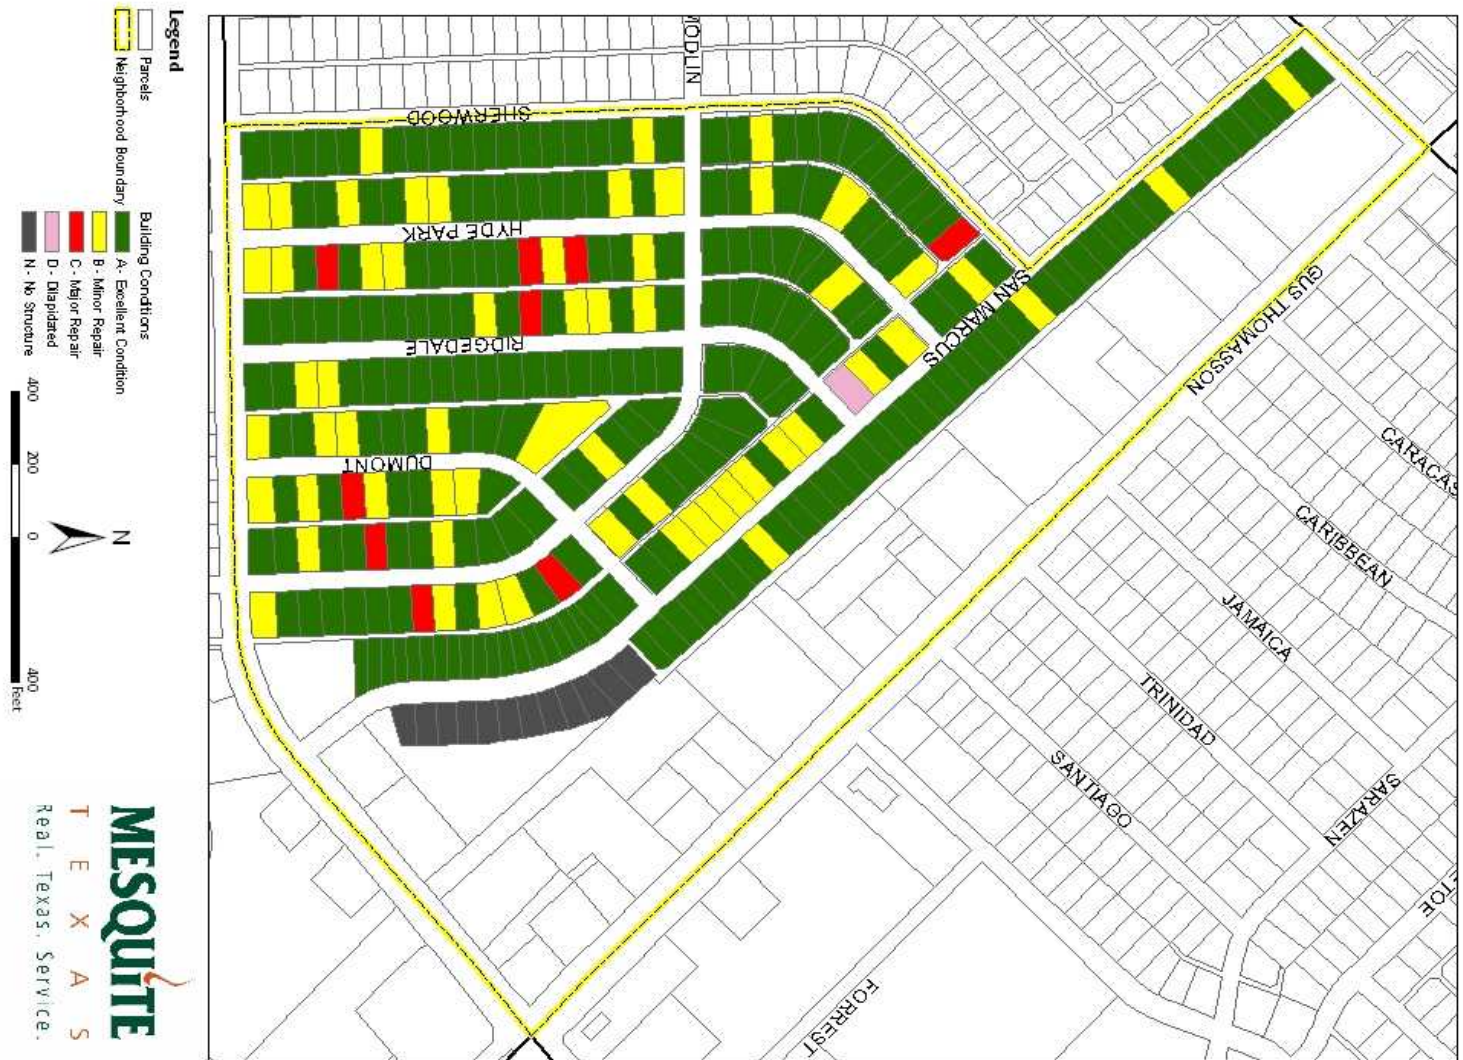 Legend
Parcels
Neighborhood Boundary
Building Conditions
A - Excellent Condition
B - Minor Repair
C - Major Repair
D - Dilapidated
N - No Structure
400
200
0
400
Feet
N
MESQUITE
TEXAS
Real. Texas. Service.
MODLIN
SHERWOOD
HYDE PARK
RIDGEDALE
DUMONT
SAN MARCUS
GUS THOMASSON
CARACAS
CARIBBEAN
JAMAICA
TRINIDAD
SANTIAGO
SARAZEN
ETOE
FORREST